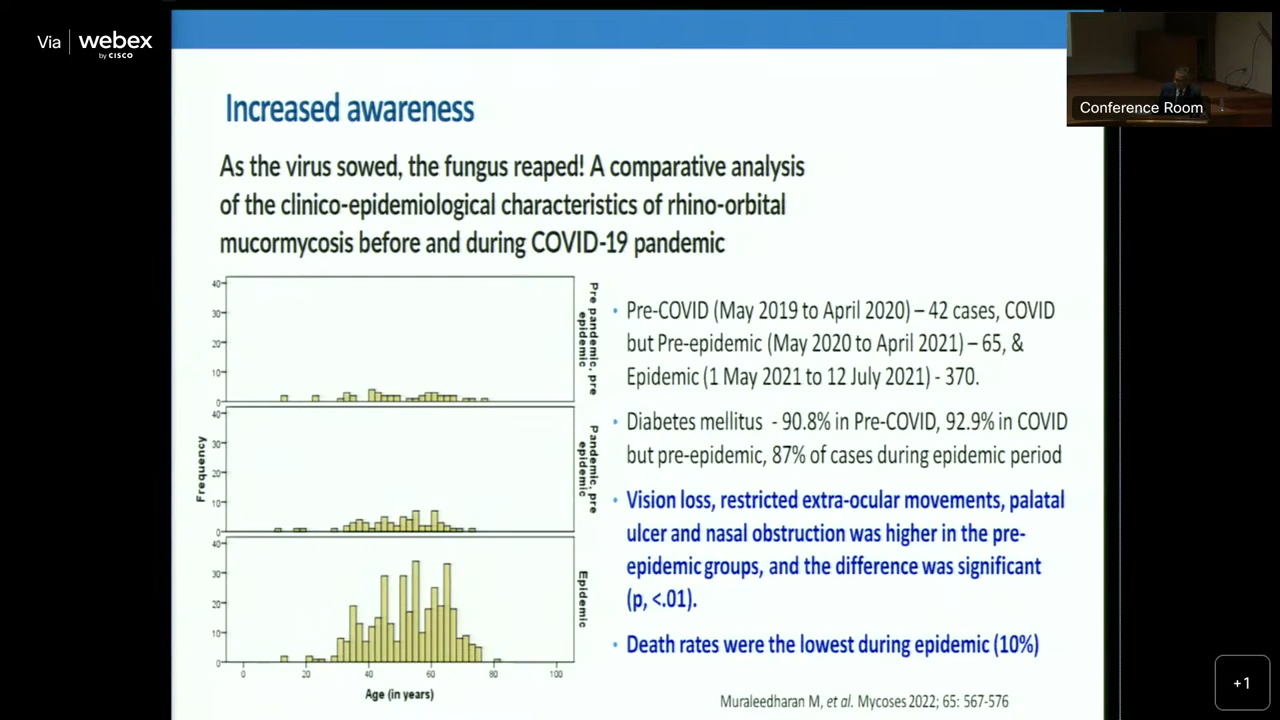 Via webex
by CISCO
Conference Room
Increased awareness
As the virus sowed, the fungus reaped! A comparative analysis
of the clinico-epidemiological characteristics of rhino-orbital
mucormycosis before and during COVID-19 pandemic
40
30
20
10
0
Pre pandemic, pre
epidemic
40
30
20
10
0
Pandemic, pre
epidemic
40
30
20
10
0
Epidemic
Frequency
0 20 40 60 80 100
Age (in years)
• Pre-COVID (May 2019 to April 2020) – 42 cases, COVID
but Pre-epidemic (May 2020 to April 2021) – 65, &
Epidemic (1 May 2021 to 12 July 2021) - 370.
• Diabetes mellitus - 90.8% in Pre-COVID, 92.9% in COVID
but pre-epidemic, 87% of cases during epidemic period
• Vision loss, restricted extra-ocular movements, palatal
ulcer and nasal obstruction was higher in the pre-
epidemic groups, and the difference was significant
(p, <.01).
• Death rates were the lowest during epidemic (10%)
Muraleedharan M, et al. Mycoses 2022; 65: 567-576
+1